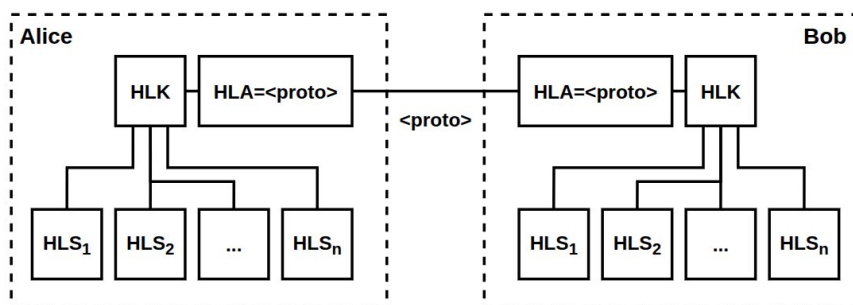 Alice
Bob
HLK
HLA=<proto>
HLA=<proto>
HLK
<proto>
HLS₁
HLS₂
...
HLSₙ
HLS₁
HLS₂
...
HLSₙ